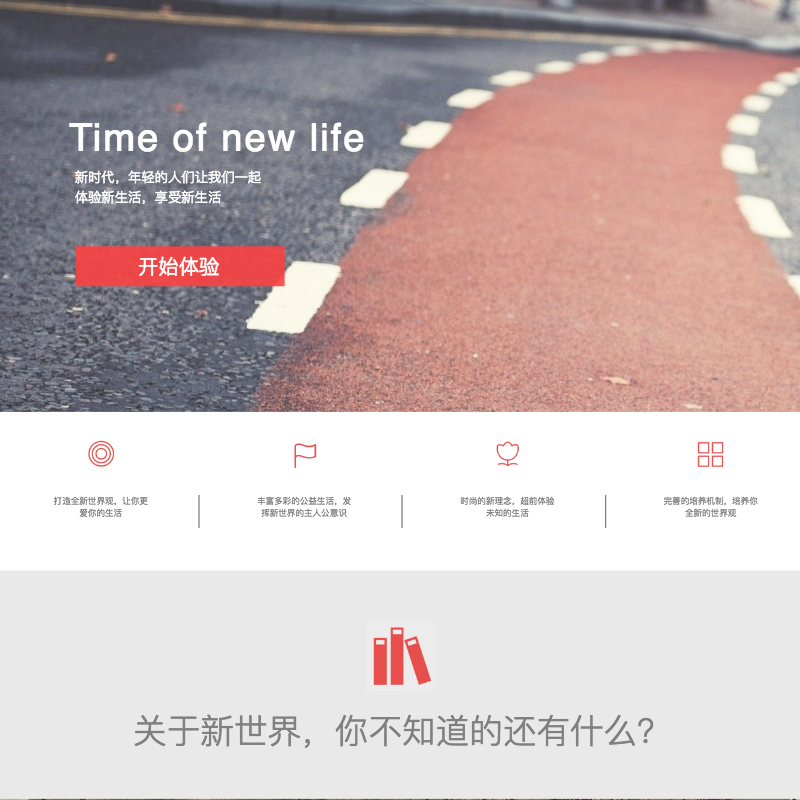 Time of new life
新时代，年轻的人们让我们一起
体验新生活，享受新生活
开始体验
打造全新世界观，让你更
爱你的生活
丰富多彩的公益生活，发
挥新世界的主人公意识
时尚的新理念，超前体验
未知的生活
完善的培养机制，培养你
全新的世界观
关于新世界，你不知道的还有什么？